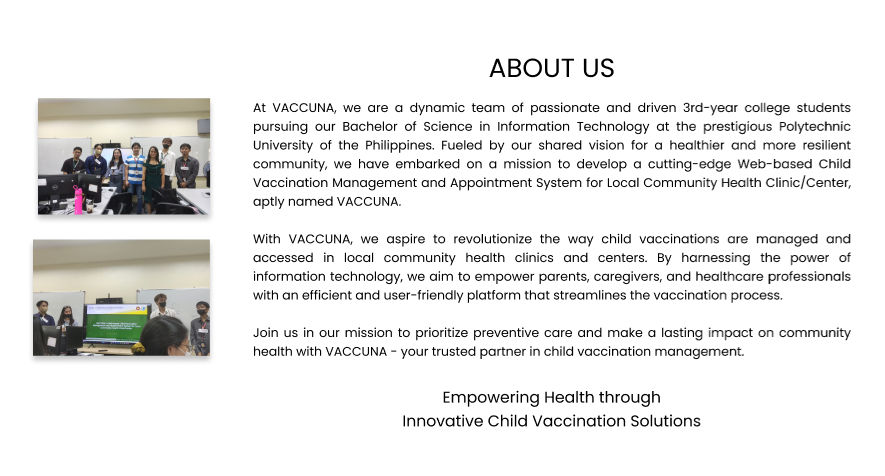 ABOUT US
At VACCUNA, we are a dynamic team of passionate and driven 3rd-year college students
pursuing our Bachelor of Science in Information Technology at the prestigious Polytechnic
University of the Philippines. Fueled by our shared vision for a healthier and more resilient
community, we have embarked on a mission to develop a cutting-edge Web-based Child
Vaccination Management and Appointment System for Local Community Health Clinic/Center,
aptly named VACCUNA.
With VACCUNA, we aspire to revolutionize the way child vaccinations are managed and
accessed in local community health clinics and centers. By harnessing the power of
information technology, we aim to empower parents, caregivers, and healthcare professionals
with an efficient and user-friendly platform that streamlines the vaccination process.
Join us in our mission to prioritize preventive care and make a lasting impact on community
health with VACCUNA - your trusted partner in child vaccination management.
Empowering Health through
Innovative Child Vaccination Solutions